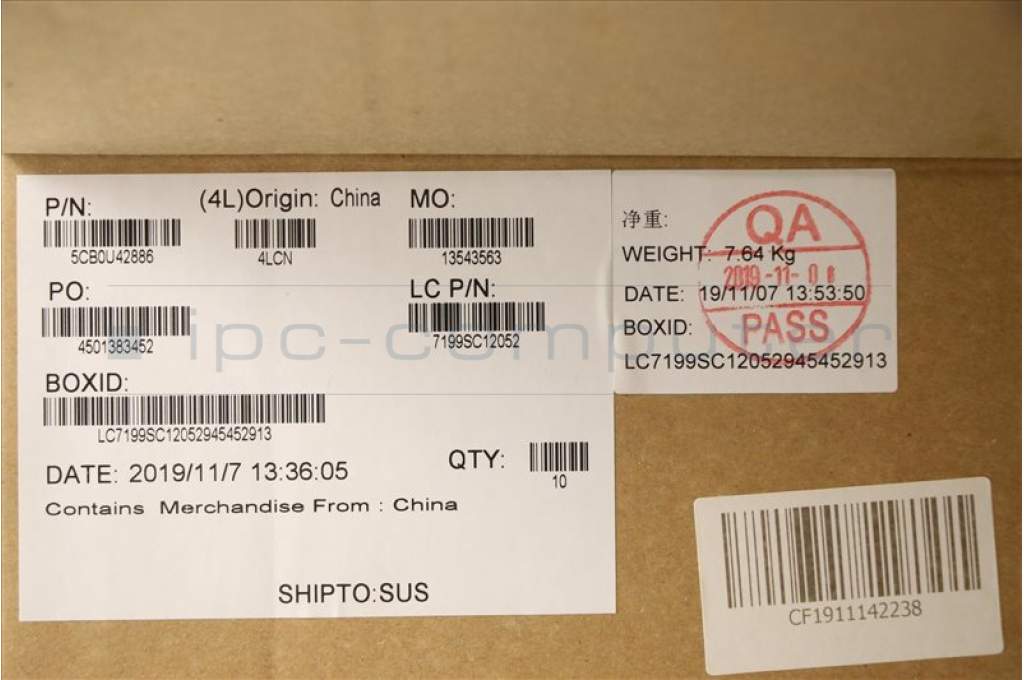 P/N: (4L)Origin: China MO:
5CB0U42886 4LCN 13543563
PO: LC P/N:
4501383452 7199SC12052
BOXID:
LC7199SC12052945452913
DATE: 2019/11/7 13:36:05 QTY:
10
Contains Merchandise From : China
SHIPTO:SUS
净重:
WEIGHT: 7.64 Kg
DATE: 19/11/07 13:53:50
BOXID:
LC7199SC12052945452913
QA
PASS
CF1911142238
ipc-computer